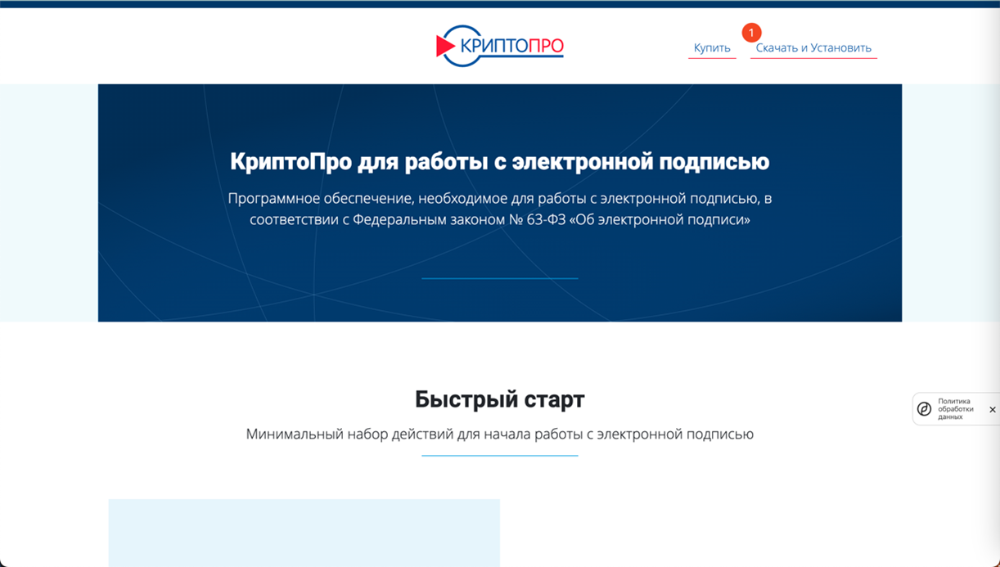 КРИПТОПРО
Купить
1
Скачать и Установить
КриптоПро для работы с электронной подписью
Программное обеспечение, необходимое для работы с электронной подписью, в
соответствии с Федеральным законом № 63-ФЗ «Об электронной подписи»
Быстрый старт
Минимальный набор действий для начала работы с электронной подписью
Политика
обработки
данных